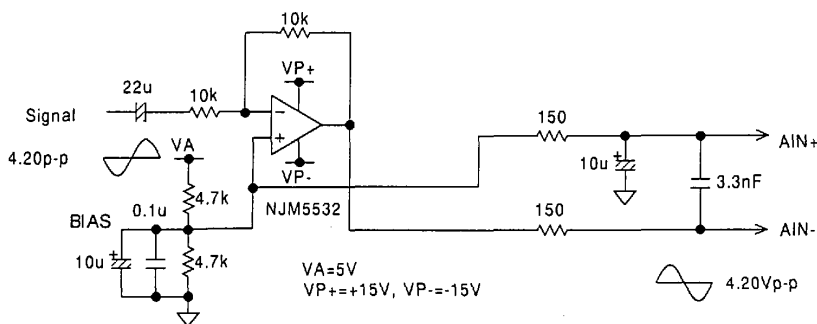 10k
22u
10k
VP+
Signal
−
+
150
AIN+
4.20p-p
VA
VP-
10u
+
3.3nF
4.7k
NJM5532
0.1u
150
BIAS
AIN-
10u
+
4.7k
VA=5V
VP+=+15V, VP-=-15V
4.20Vp-p